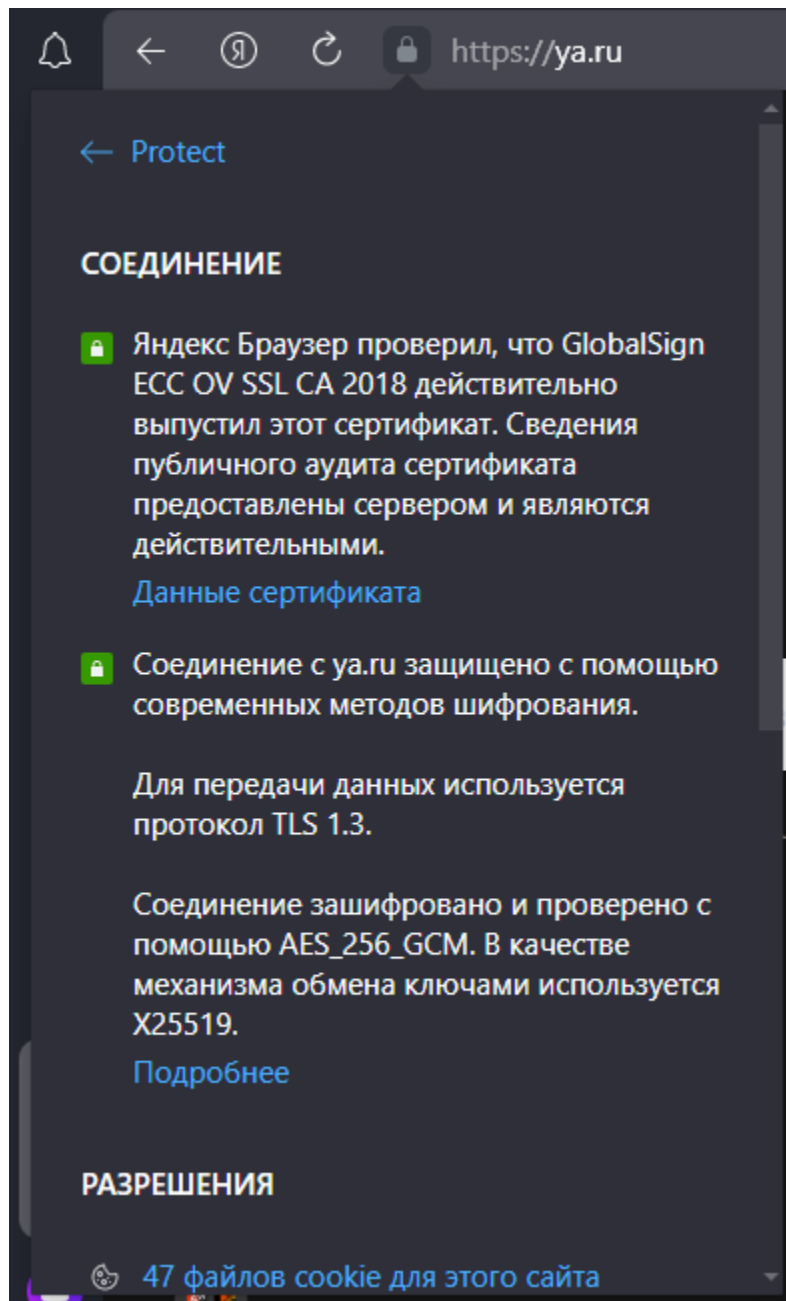 https://ya.ru
← Protect
СОЕДИНЕНИЕ
Яндекс Браузер проверил, что GlobalSign
ECC OV SSL CA 2018 действительно
выпустил этот сертификат. Сведения
публичного аудита сертификата
предоставлены сервером и являются
действительными.
Данные сертификата
Соединение с ya.ru защищено с помощью
современных методов шифрования.
Для передачи данных используется
протокол TLS 1.3.
Соединение зашифровано и проверено с
помощью AES_256_GCM. В качестве
механизма обмена ключами используется
X25519.
Подробнее
РАЗРЕШЕНИЯ
47 файлов cookie для этого сайта